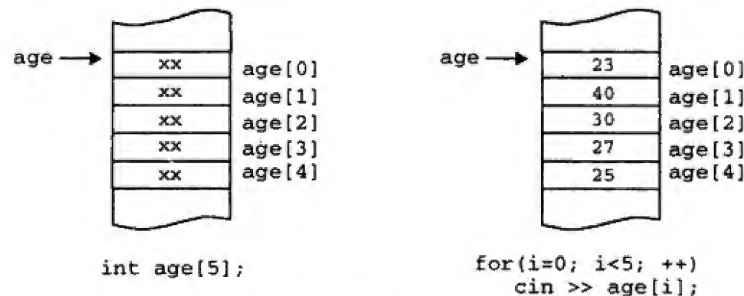 age
xx age[0]
xx age[1]
xx age[2]
xx age[3]
xx age[4]
int age[5];
age
23 age[0]
40 age[1]
30 age[2]
27 age[3]
25 age[4]
for(i=0; i<5; ++)
cin >> age[i];